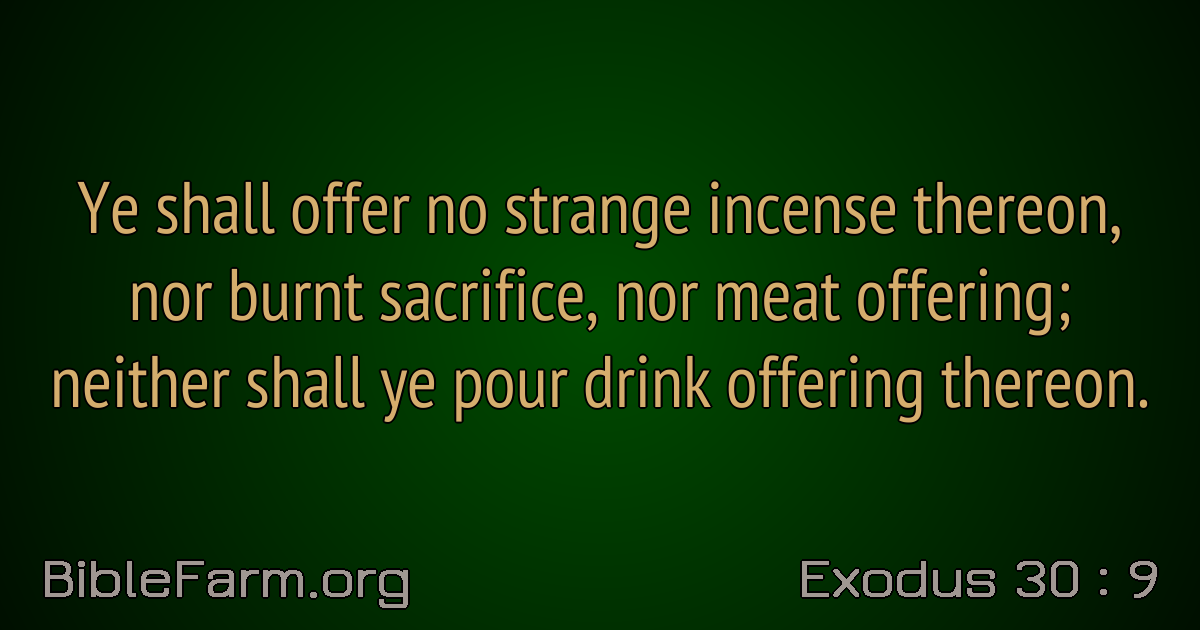 Ye shall offer no strange incense thereon,
nor burnt sacrifice, nor meat offering;
neither shall ye pour drink offering thereon.
BibleFarm.org
Exodus 30 : 9